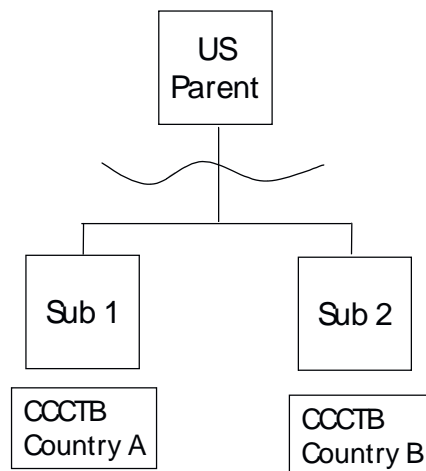 US
Parent
Sub 1
Sub 2
CCCTB
Country A
CCCTB
Country B